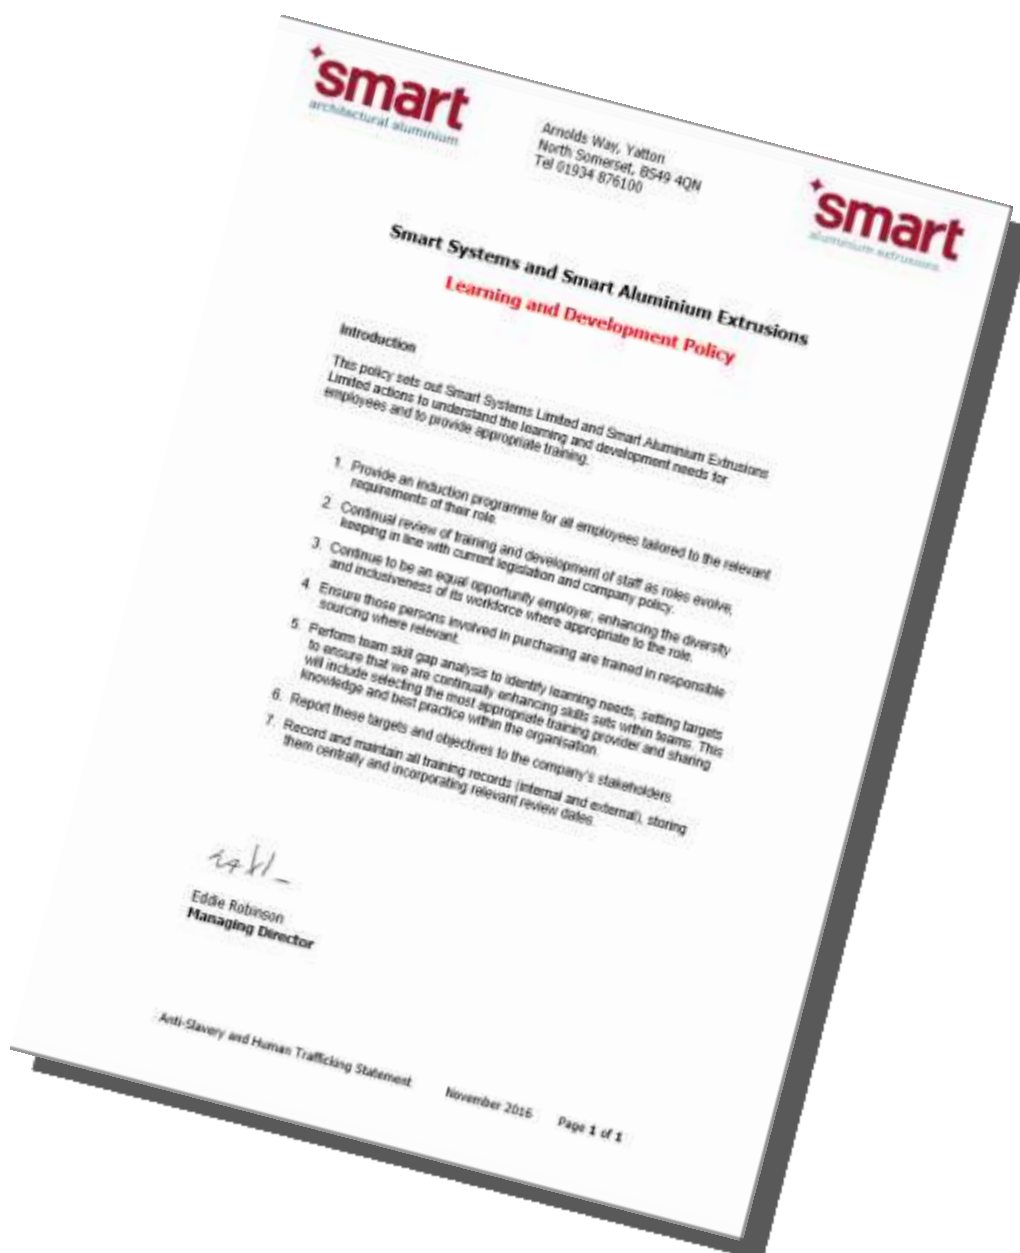 smart
architectural aluminium
Arnolds Way, Yatton
North Somerset, BS49 4QN
Tel 01934 876100
smart
aluminium extrusions
Smart Systems and Smart Aluminium Extrusions
Learning and Development Policy
Introduction
This policy sets out Smart Systems Limited and Smart Aluminium Extrusions
Limited actions to understand the learning and development needs for
employees and to provide appropriate training.
1. Provide an induction programme for all employees tailored to the relevant
requirements of their role.
2. Continual review of training and development of staff as roles evolve,
keeping in line with current legislation and company policy.
3. Continue to be an equal opportunity employer, enhancing the diversity
and inclusiveness of its workforce where appropriate to the role.
4. Ensure those persons involved in purchasing are trained in responsible
sourcing where relevant.
5. Perform team skill gap analysis to identify learning needs, setting targets
to ensure that we are continually enhancing skills sets within teams. This
will include selecting the most appropriate training provider and sharing
knowledge and best practice within the organisation.
6. Report these targets and objectives to the company's stakeholders.
7. Record and maintain all training records (internal and external), storing
them centrally and incorporating relevant review dates.
Eddie Robinson
Managing Director
Anti-Slavery and Human Trafficking Statement November 2016 Page 1 of 1